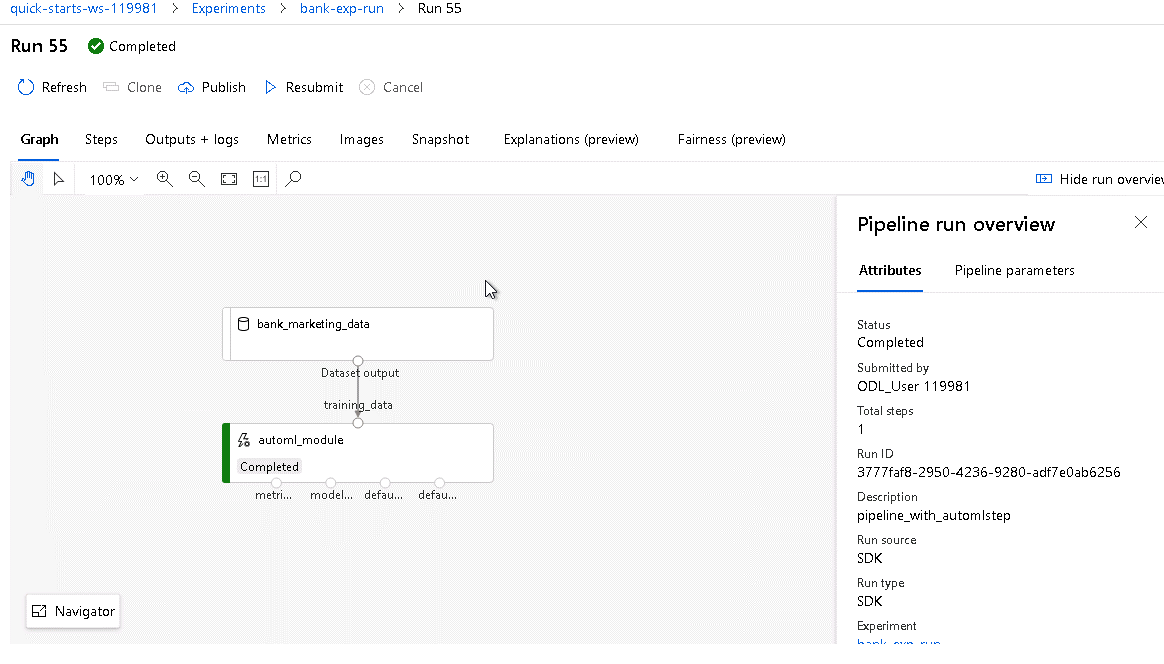 quick-starts-ws-119981 > Experiments > bank-exp-run > Run 55
Run 55 Completed
Refresh Clone Publish Resubmit Cancel
Graph Steps Outputs + logs Metrics Images Snapshot Explanations (preview) Fairness (preview)
100% 1:1 Hide run overview
bank_marketing_data
Dataset output
training_data
automl_module
Completed
metri... model... defau... defau...
Navigator
Pipeline run overview
Attributes Pipeline parameters
Status
Completed
Submitted by
ODL_User 119981
Total steps
1
Run ID
3777faf8-2950-4236-9280-adf7e0ab6256
Description
pipeline_with_automlstep
Run source
SDK
Run type
SDK
Experiment
bank-exp-run